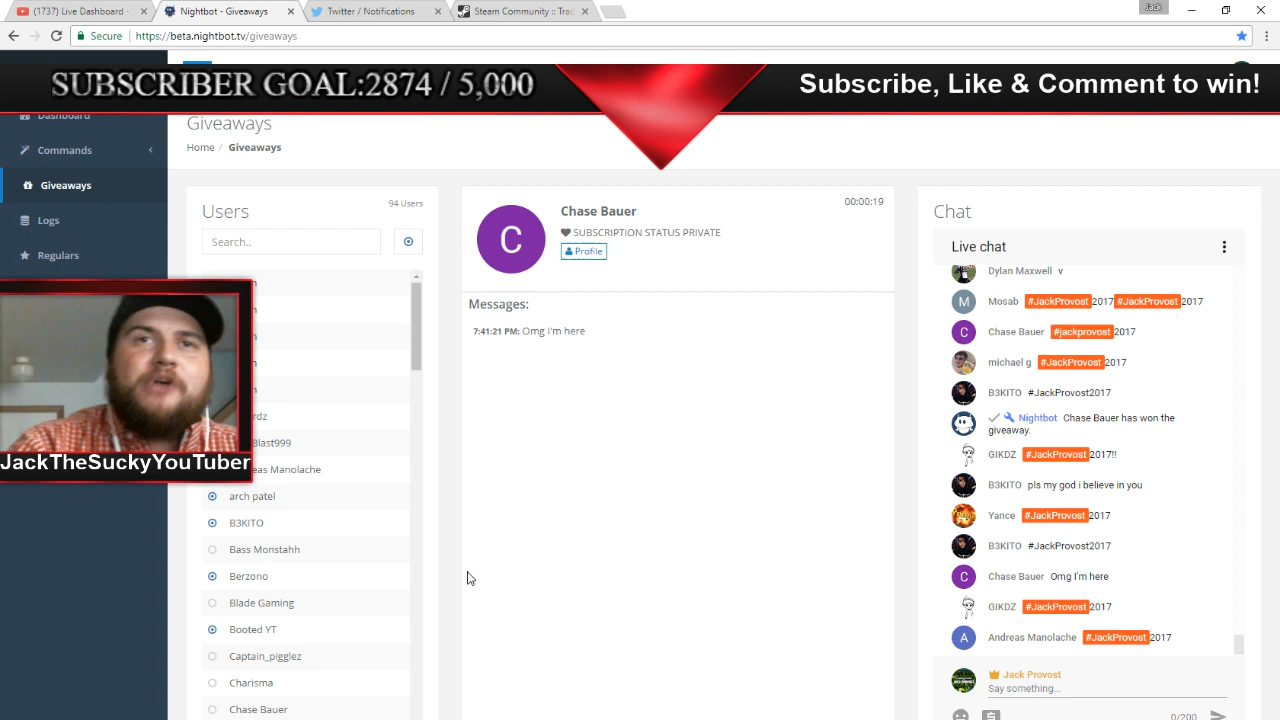 (1737) Live Dashboard -
Nightbot - Giveaways
Twitter / Notifications
Steam Community :: Trad
Jack
Secure
https://beta.nightbot.tv/giveaways
SUBSCRIBER GOAL:2874 / 5,000
Subscribe, Like & Comment to win!
Dashboard
Commands
Giveaways
Logs
Regulars
JackTheSuckyYouTuber
Giveaways
Home / Giveaways
Users
94 Users
Search..
Blast999
arch patel
B3KITO
Bass Monstahh
Berzono
Blade Gaming
Booted YT
Captain_pigglez
Charisma
Chase Bauer
C
Chase Bauer
00:00:19
SUBSCRIPTION STATUS PRIVATE
Profile
Messages:
7:41:21 PM: Omg I'm here
Chat
Live chat
Dylan Maxwell v
M Mosab #JackProvost2017#JackProvost2017
C Chase Bauer #jackprovost2017
michael g #JackProvost2017
B3KITO #JackProvost2017
Nightbot Chase Bauer has won the
giveaway.
GIKDZ #JackProvost2017!!
B3KITO pls my god i believe in you
Yance #JackProvost2017
B3KITO #JackProvost2017
C Chase Bauer Omg I'm here
GIKDZ #JackProvost2017
A Andreas Manolache #JackProvost2017
Jack Provost
Say something...
0/200